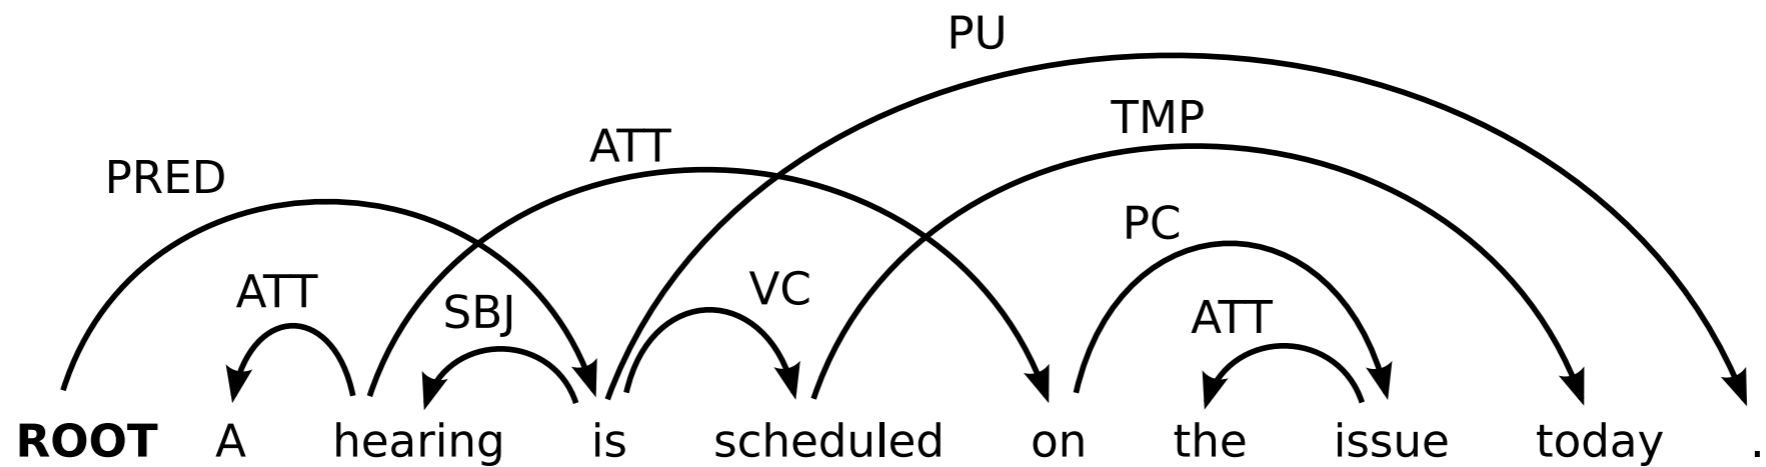 PU
TMP
ATT
PRED
PC
ATT
VC
SBJ
ATT
ROOT A hearing is scheduled on the issue today .